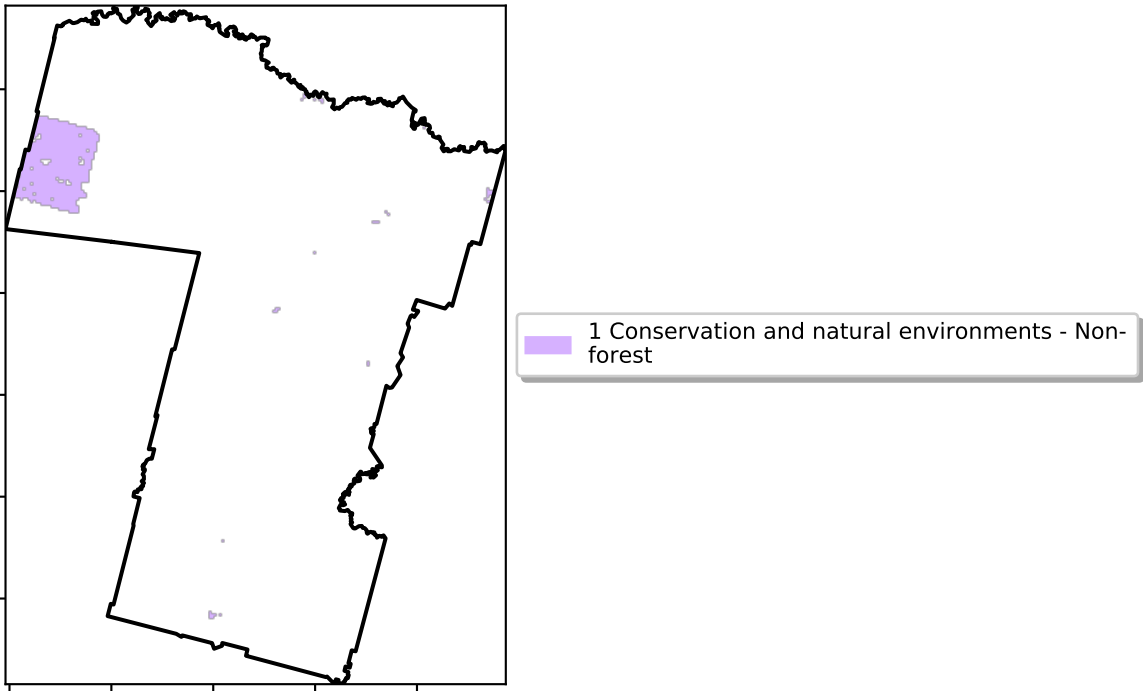 1 Conservation and natural environments - Non-
forest